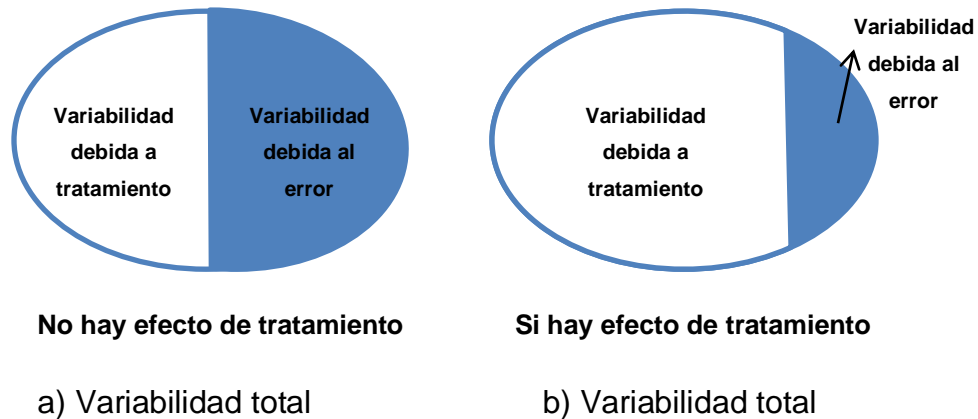 Variabilidad
debida a
tratamiento
Variabilidad
debida al
error
No hay efecto de tratamiento
a) Variabilidad total
Variabilidad
debida a
tratamiento
Variabilidad
debida al
error
Si hay efecto de tratamiento
b) Variabilidad total